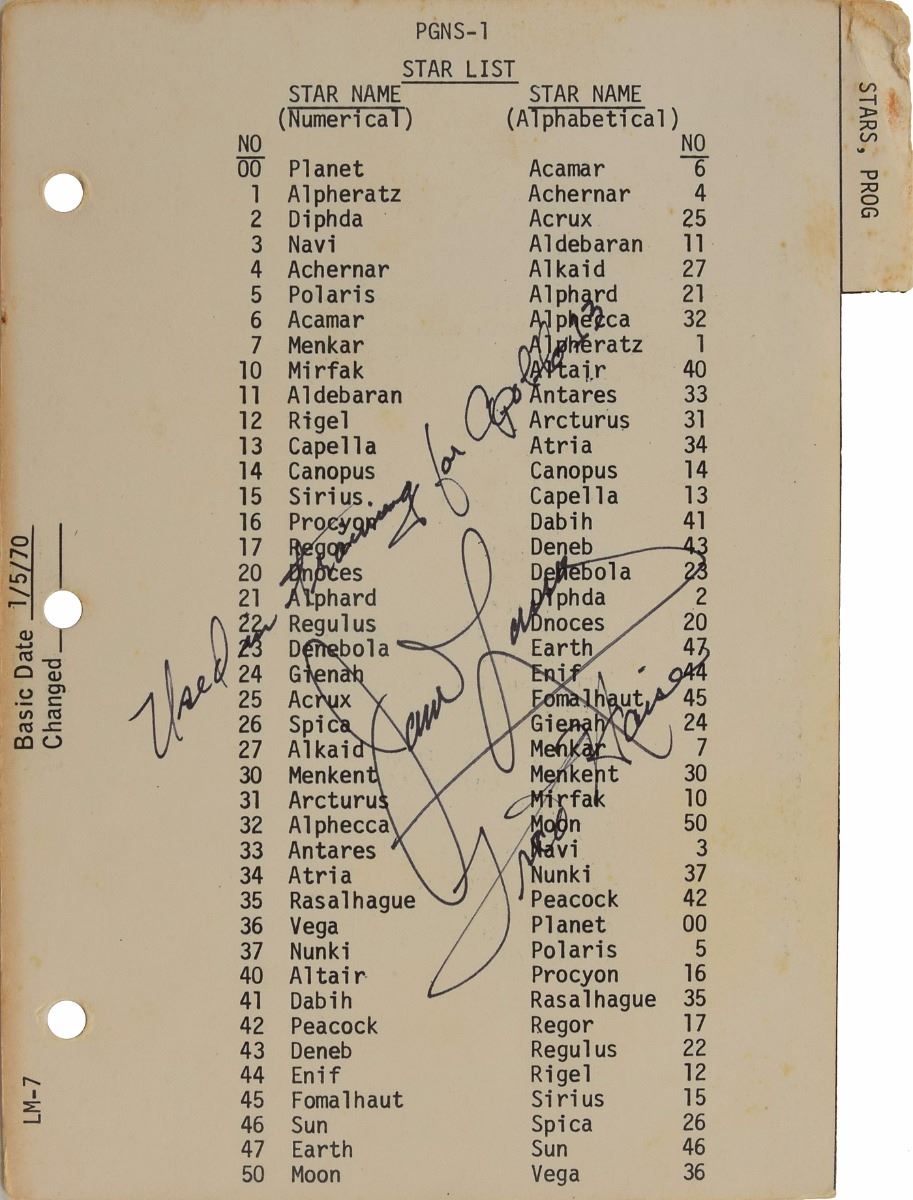 PGNS-1
STAR LIST
STAR NAME STAR NAME
(Numerical) (Alphabetical)
NO NO
00 Planet Acamar 6
1 Alpheratz Achernar 4
2 Diphda Acrux 25
3 Navi Aldebaran 11
4 Achernar Alkaid 27
5 Polaris Alphard 21
6 Acamar Alphecca 32
7 Menkar Alpheratz 1
10 Mirfak Altair 40
11 Aldebaran Antares 33
12 Rigel Arcturus 31
13 Capella Atria 34
14 Canopus Canopus 14
15 Sirius. Capella 13
16 Procyon Dabih 41
17 Regor Deneb 43
20 Dnoces Denebola 23
21 Alphard Diphda 2
22 Regulus Dnoces 20
23 Denebola Earth 47
24 Gienah Enif 44
25 Acrux Fomalhaut 45
26 Spica Gienah 24
27 Alkaid Menkar 7
30 Menkent Menkent 30
31 Arcturus Mirfak 10
32 Alphecca Moon 50
33 Antares Navi 3
34 Atria Nunki 37
35 Rasalhague Peacock 42
36 Vega Planet 00
37 Nunki Polaris 5
40 Altair Procyon 16
41 Dabih Rasalhague 35
42 Peacock Regor 17
43 Deneb Regulus 22
44 Enif Rigel 12
45 Fomalhaut Sirius 15
46 Sun Spica 26
47 Earth Sun 46
50 Moon Vega 36
STARS, PROG
Basic Date 1/5/70
Changed
LM-7
Used in training for Apollo 13
James Lovell
Fred Haise